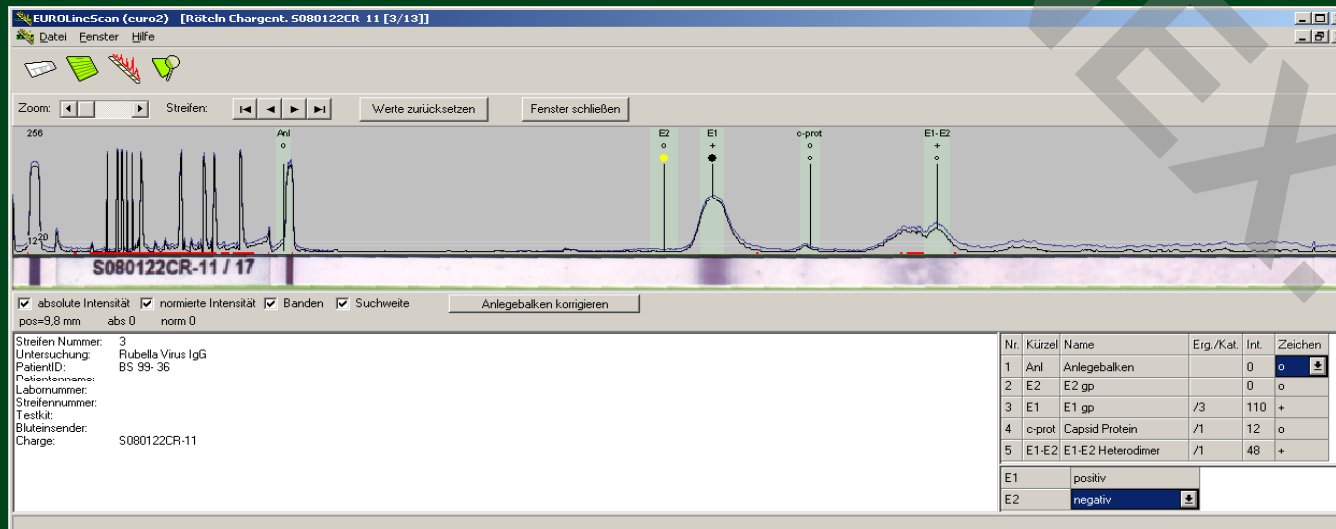 EUROLineScan (euro2) [Röteln Chargent. S080122CR-11 [3/13]]
Datei Fenster Hilfe
Zoom: Streifen: Werte zurücksetzen Fenster schließen
256 Anl E2 E1 c-prot E1-E2
o o + o +
o o
1220
S080122CR-11 / 17
absolute Intensität normierte Intensität Banden Suchweite Anlegebalken korrigieren
pos=9,8 mm abs 0 norm 0
Streifen Nummer: 3
Untersuchung: Rubella Virus IgG
PatientID: BS 99- 36
Patientenname:
Labornummer:
Streifennummer:
Testkit:
Bluteinsender:
Charge: S080122CR-11
Nr. Kürzel Name Erg./Kat. Int. Zeichen
1 Anl Anlegebalken 0 o
2 E2 E2 gp 0 o
3 E1 E1 gp /3 110 +
4 c-prot Capsid Protein /1 12 o
5 E1-E2 E1-E2 Heterodimer /1 48 +
E1 positiv
E2 negativ
EX.